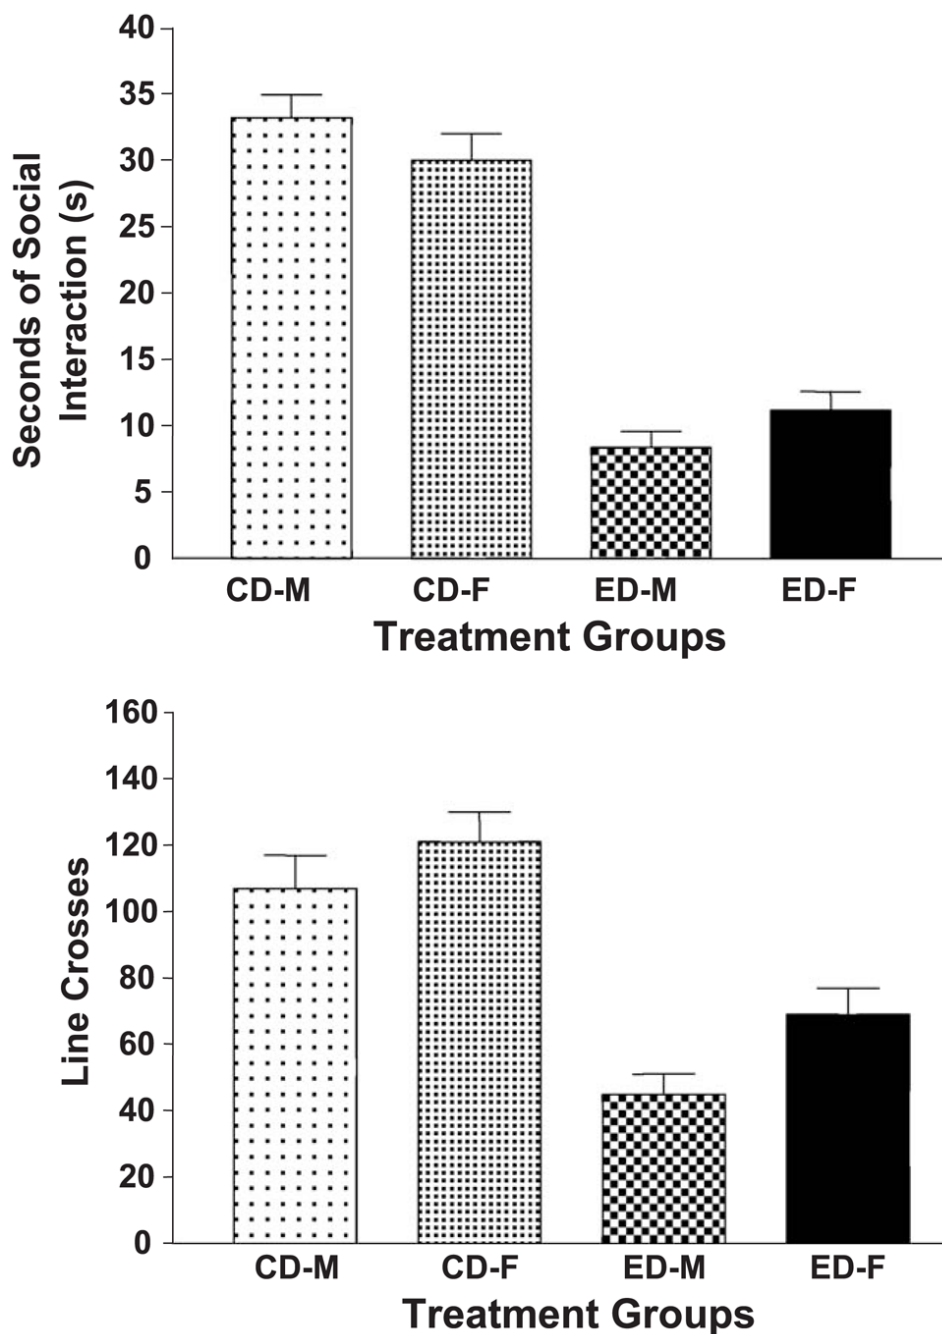 40
35
30
25
20
15
10
5
0
Seconds of Social
Interaction (s)
CD-M CD-F ED-M ED-F
Treatment Groups
160
140
120
100
80
60
40
20
0
Line Crosses
CD-M CD-F ED-M ED-F
Treatment Groups